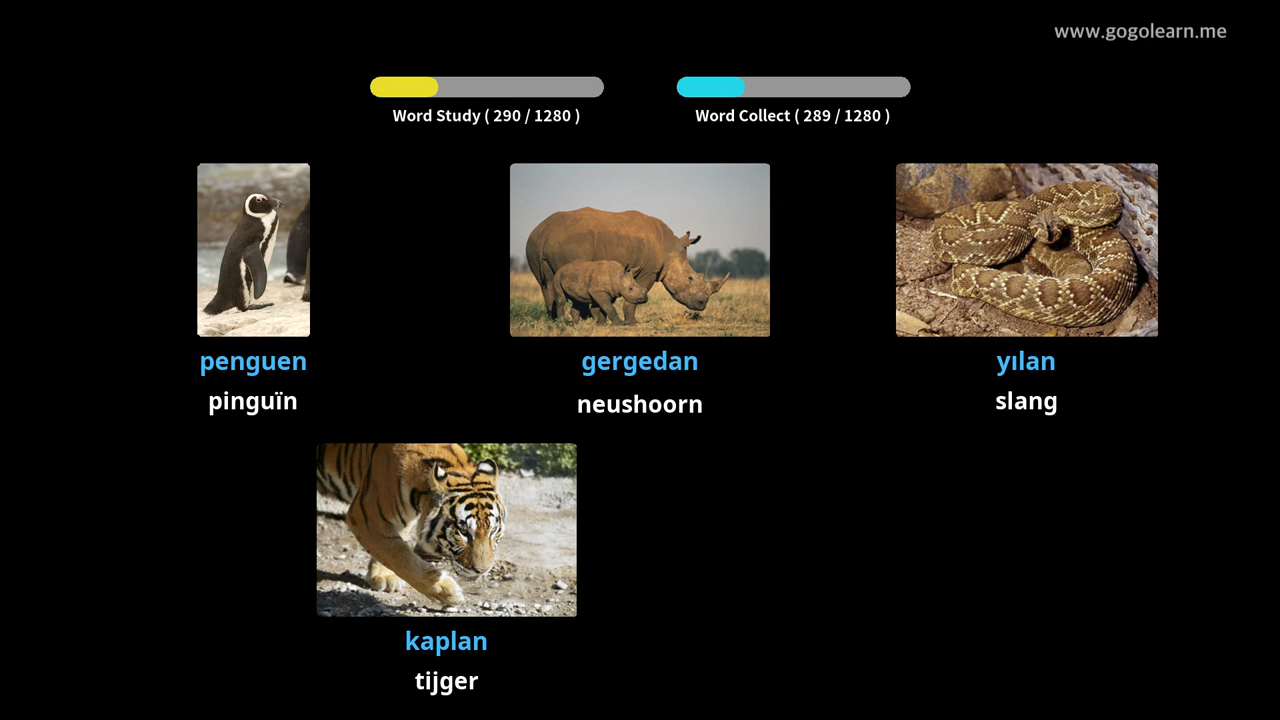 www.gogolearn.me
Word Study ( 290 / 1280 )
Word Collect ( 289 / 1280 )
penguen
pinguïn
gergedan
neushoorn
yılan
slang
kaplan
tijger